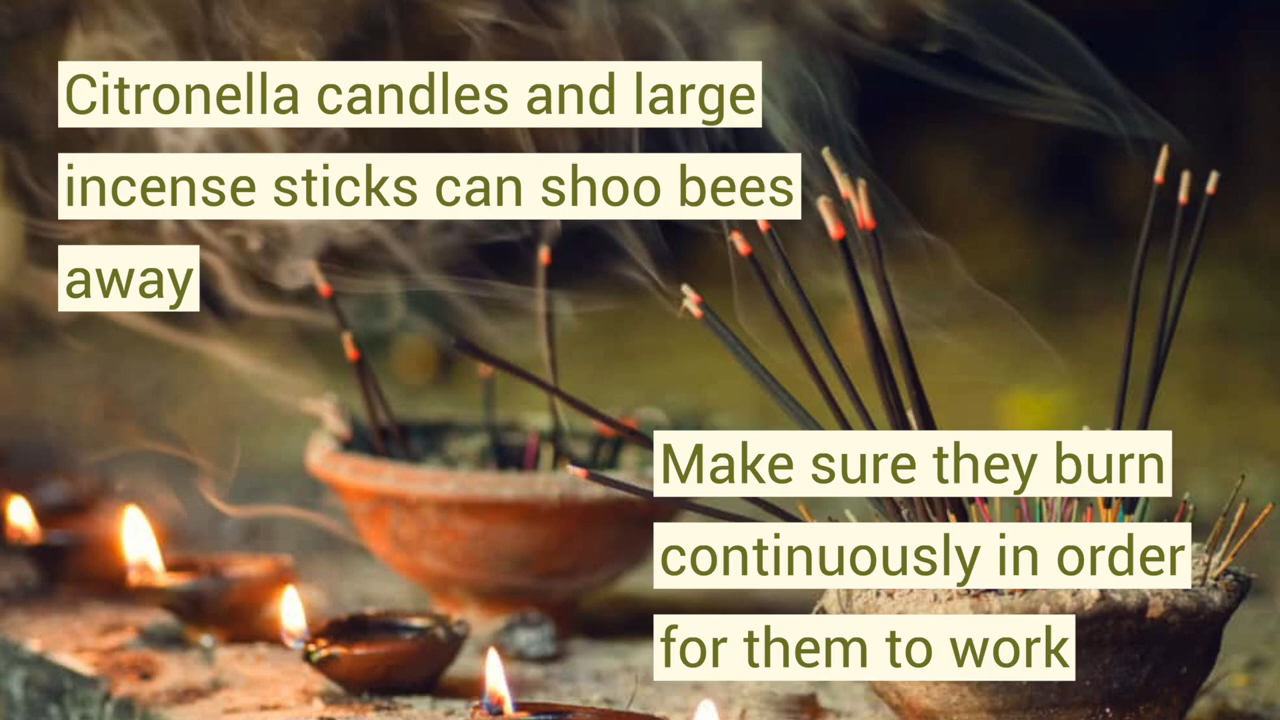 Citronella candles and large
incense sticks can shoo bees
away
Make sure they burn
continuously in order
for them to work